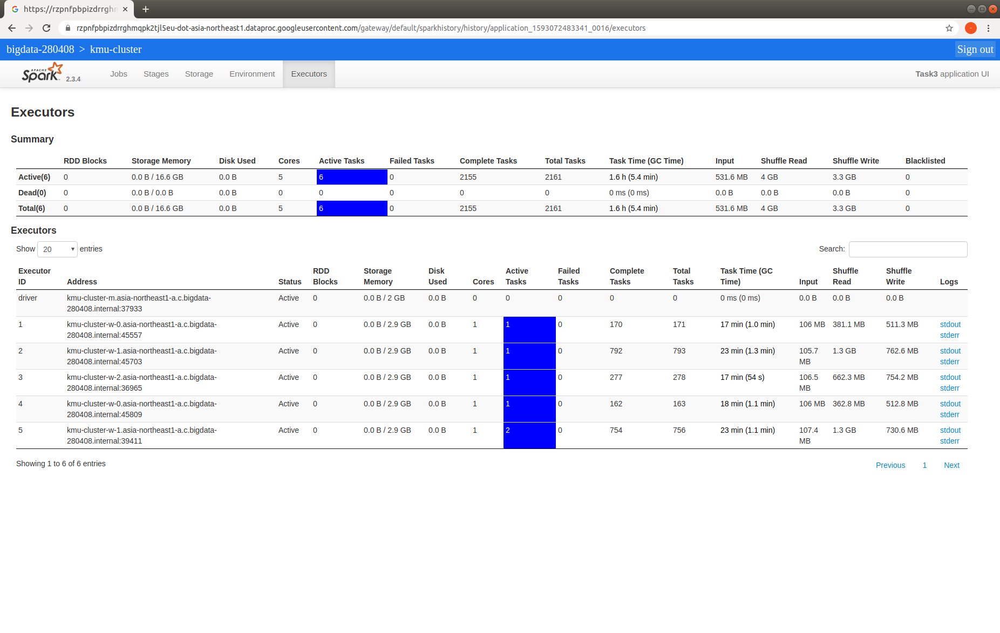 https://rzpnfpbpizdrrghm
rzpnfpbpizdrrghmqpk2tjl5eu-dot-asia-northeast1.dataproc.googleusercontent.com/gateway/default/sparkhistory/history/application_1593072483341_0016/executors
bigdata-280408 > kmu-cluster Sign out
APACHE Spark 2.3.4 Jobs Stages Storage Environment Executors Task3 application UI
Executors
Summary
RDD Blocks Storage Memory Disk Used Cores Active Tasks Failed Tasks Complete Tasks Total Tasks Task Time (GC Time) Input Shuffle Read Shuffle Write Blacklisted
Active(6) 0 0.0 B / 16.6 GB 0.0 B 5 6 0 2155 2161 1.6 h (5.4 min) 531.6 MB 4 GB 3.3 GB 0
Dead(0) 0 0.0 B / 0.0 B 0.0 B 0 0 0 0 0 0 ms (0 ms) 0.0 B 0.0 B 0.0 B 0
Total(6) 0 0.0 B / 16.6 GB 0.0 B 5 6 0 2155 2161 1.6 h (5.4 min) 531.6 MB 4 GB 3.3 GB 0
Executors
Show 20 entries Search:
Executor RDD Storage Disk Active Failed Complete Total Task Time (GC Shuffle Shuffle
ID Address Status Blocks Memory Used Cores Tasks Tasks Tasks Tasks Time) Input Read Write Logs
driver kmu-cluster-m.asia-northeast1-a.c.bigdata- Active 0 0.0 B / 2 GB 0.0 B 0 0 0 0 0 0 ms (0 ms) 0.0 B 0.0 B 0.0 B
280408.internal:37933
1 kmu-cluster-w-0.asia-northeast1-a.c.bigdata- Active 0 0.0 B / 2.9 GB 0.0 B 1 1 0 170 171 17 min (1.0 min) 106 MB 381.1 MB 511.3 MB stdout
280408.internal:45557 stderr
2 kmu-cluster-w-1.asia-northeast1-a.c.bigdata- Active 0 0.0 B / 2.9 GB 0.0 B 1 1 0 792 793 23 min (1.3 min) 105.7 1.3 GB 762.6 MB stdout
280408.internal:45703 MB stderr
3 kmu-cluster-w-2.asia-northeast1-a.c.bigdata- Active 0 0.0 B / 2.9 GB 0.0 B 1 1 0 277 278 17 min (54 s) 106.5 662.3 MB 754.2 MB stdout
280408.internal:36965 MB stderr
4 kmu-cluster-w-0.asia-northeast1-a.c.bigdata- Active 0 0.0 B / 2.9 GB 0.0 B 1 1 0 162 163 18 min (1.1 min) 106 MB 362.8 MB 512.8 MB stdout
280408.internal:45809 stderr
5 kmu-cluster-w-1.asia-northeast1-a.c.bigdata- Active 0 0.0 B / 2.9 GB 0.0 B 1 2 0 754 756 23 min (1.1 min) 107.4 1.3 GB 730.6 MB stdout
280408.internal:39411 MB stderr
Showing 1 to 6 of 6 entries Previous 1 Next